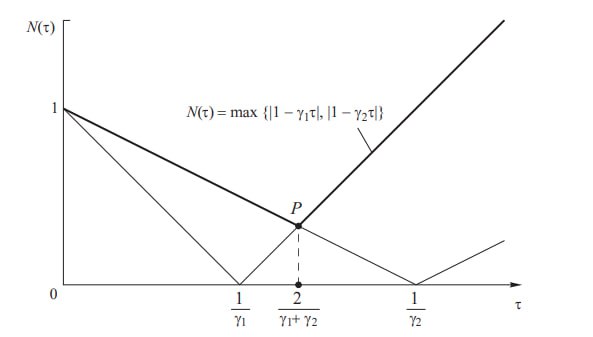 N(τ)
1
N(τ) = max {|1 − γ₁τ|, |1 − γ₂τ|}
P
0
1/γ₁
2/γ₁+ γ₂
1/γ₂
τ